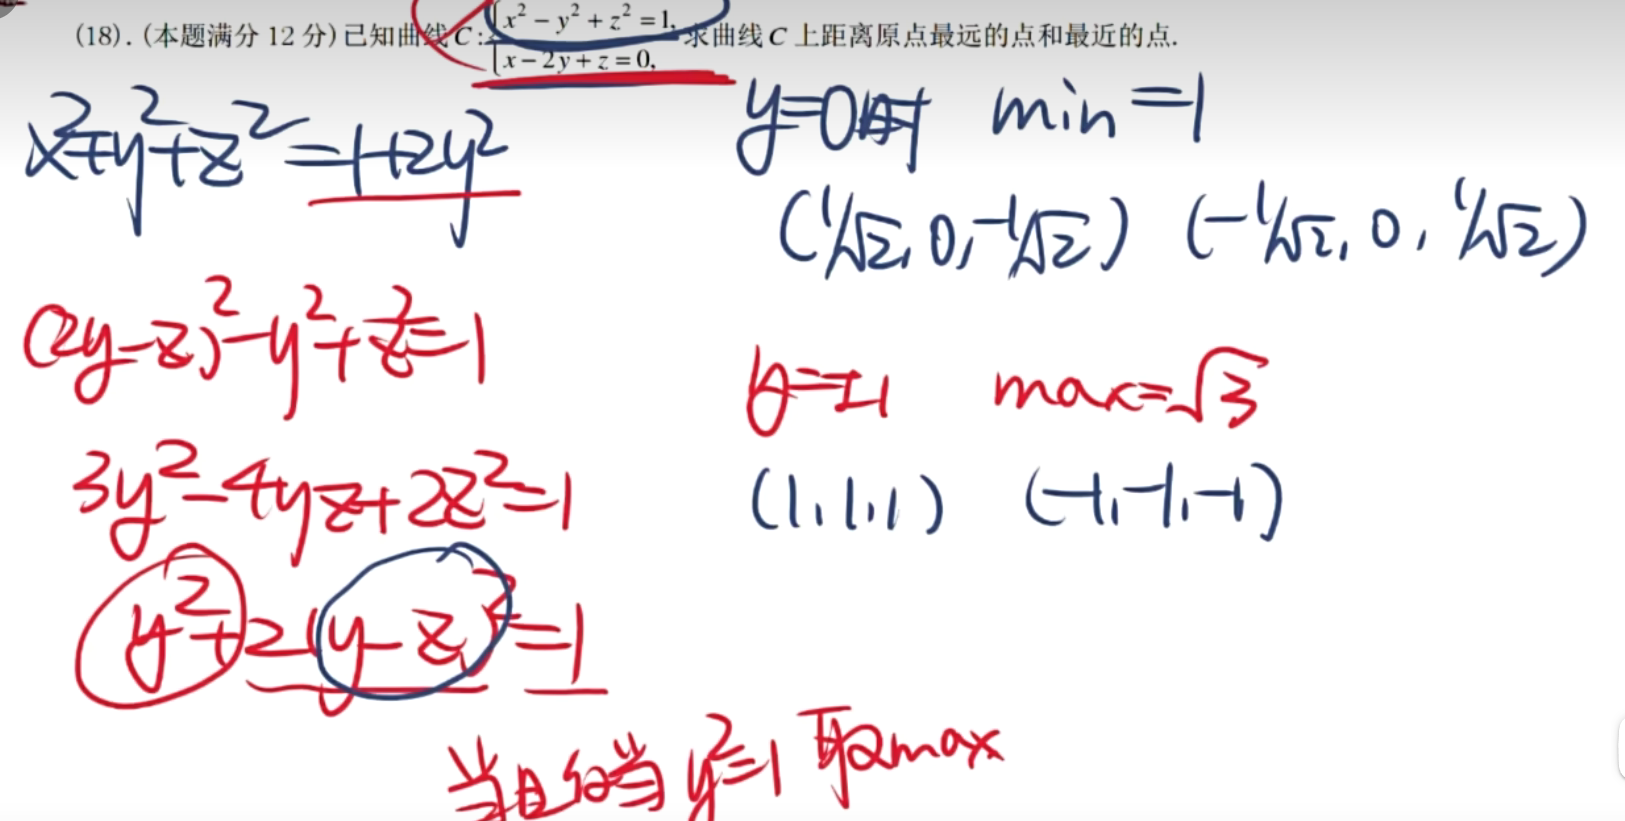 (18). (本题满分 12 分) 已知曲线 C: { x² − y² + z² = 1, x − 2y + z = 0, 求曲线 C 上距离原点最远的点和最近的点.
x²+y²+z²=1+2y²
y=0时 min=1
(1/√2, 0, -1/√2) (-1/√2, 0, 1/√2)
(2y-z)²-y²+z²=1
y=±1 max=√3
3y²-4yz+2z²=1
(1,1,1) (-1,-1,-1)
y²+2(y-z)²=1
当且仅当 y²=1 取max